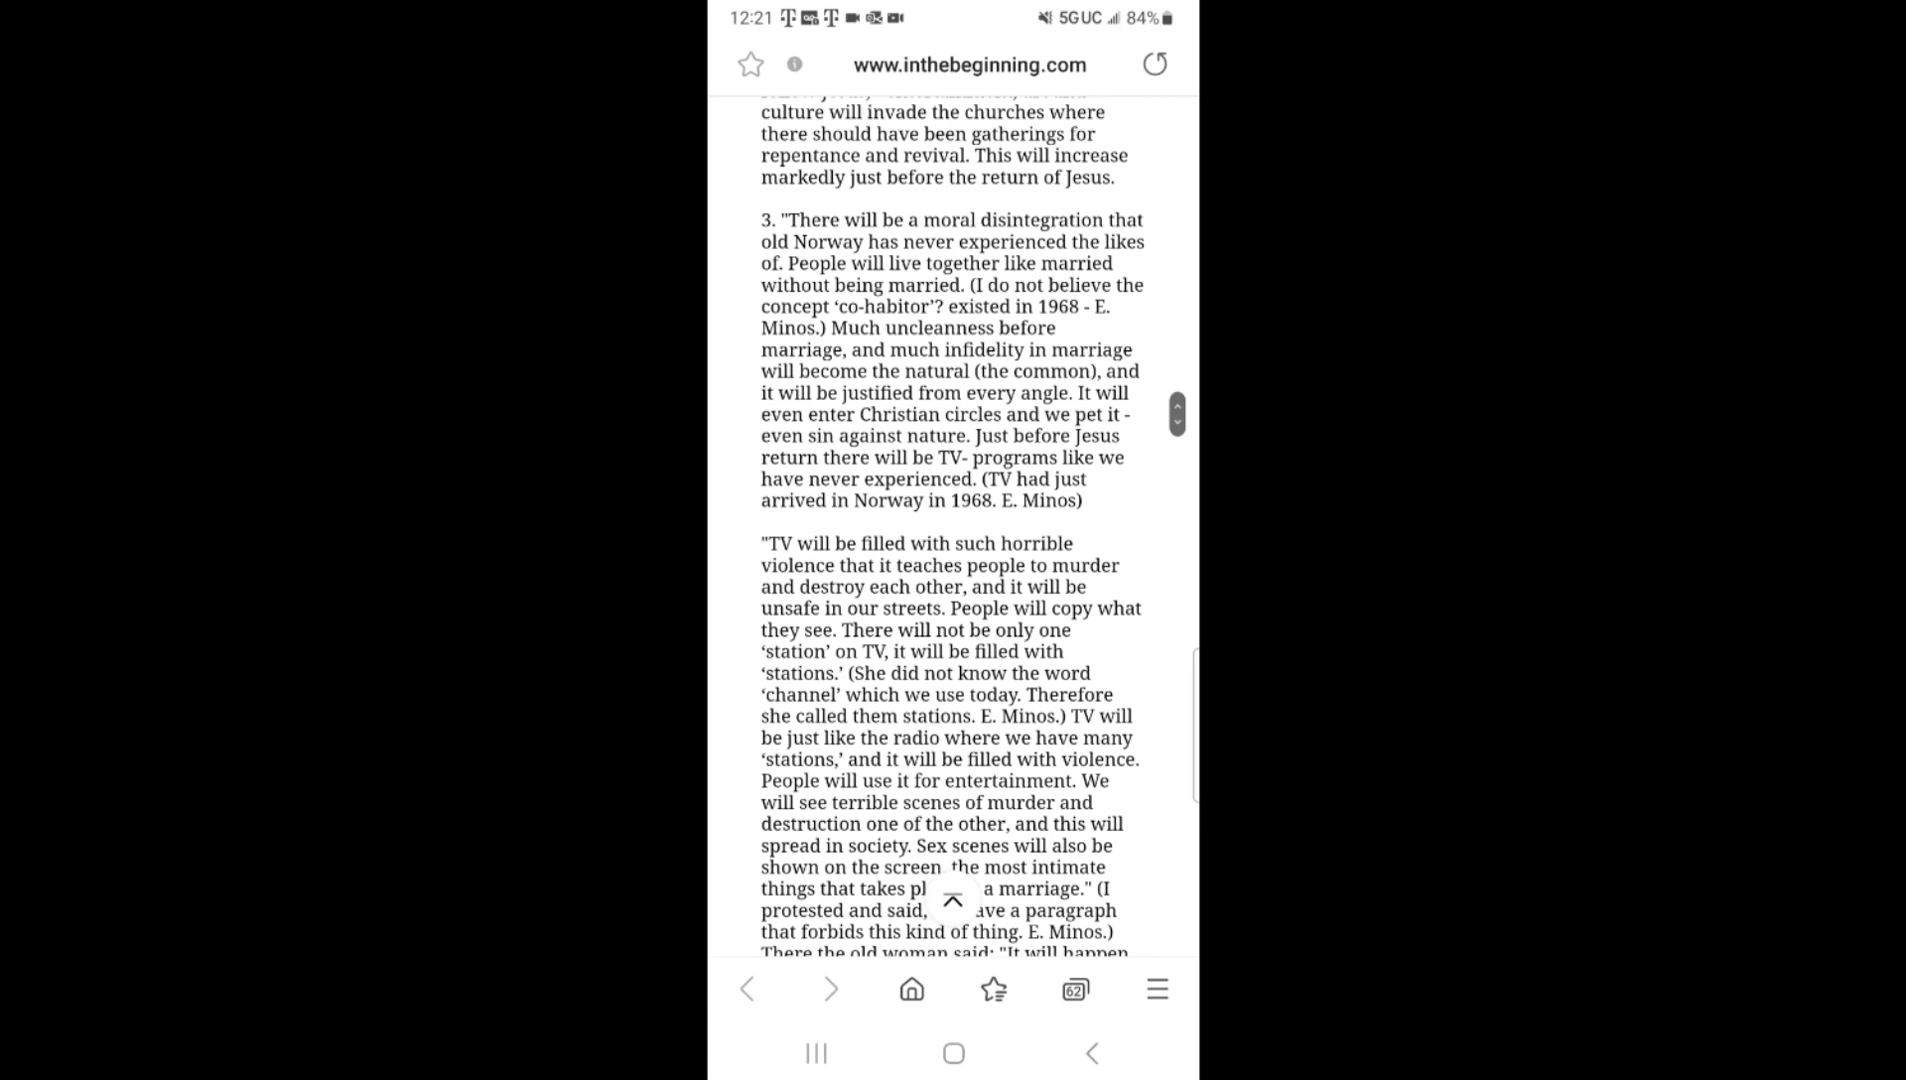 12:21
5G UC
84%
www.inthebeginning.com
culture will invade the churches where
there should have been gatherings for
repentance and revival. This will increase
markedly just before the return of Jesus.
3. "There will be a moral disintegration that
old Norway has never experienced the likes
of. People will live together like married
without being married. (I do not believe the
concept ‘co-habitor’? existed in 1968 - E.
Minos.) Much uncleanness before
marriage, and much infidelity in marriage
will become the natural (the common), and
it will be justified from every angle. It will
even enter Christian circles and we pet it -
even sin against nature. Just before Jesus
return there will be TV- programs like we
have never experienced. (TV had just
arrived in Norway in 1968. E. Minos)
"TV will be filled with such horrible
violence that it teaches people to murder
and destroy each other, and it will be
unsafe in our streets. People will copy what
they see. There will not be only one
‘station’ on TV, it will be filled with
‘stations.’ (She did not know the word
‘channel’ which we use today. Therefore
she called them stations. E. Minos.) TV will
be just like the radio where we have many
‘stations,’ and it will be filled with violence.
People will use it for entertainment. We
will see terrible scenes of murder and
destruction one of the other, and this will
spread in society. Sex scenes will also be
shown on the screen, the most intimate
things that takes a marriage." (I
protested and said, a paragraph
that forbids this kind of thing. E. Minos.)
There the old woman said: "It will happen
62